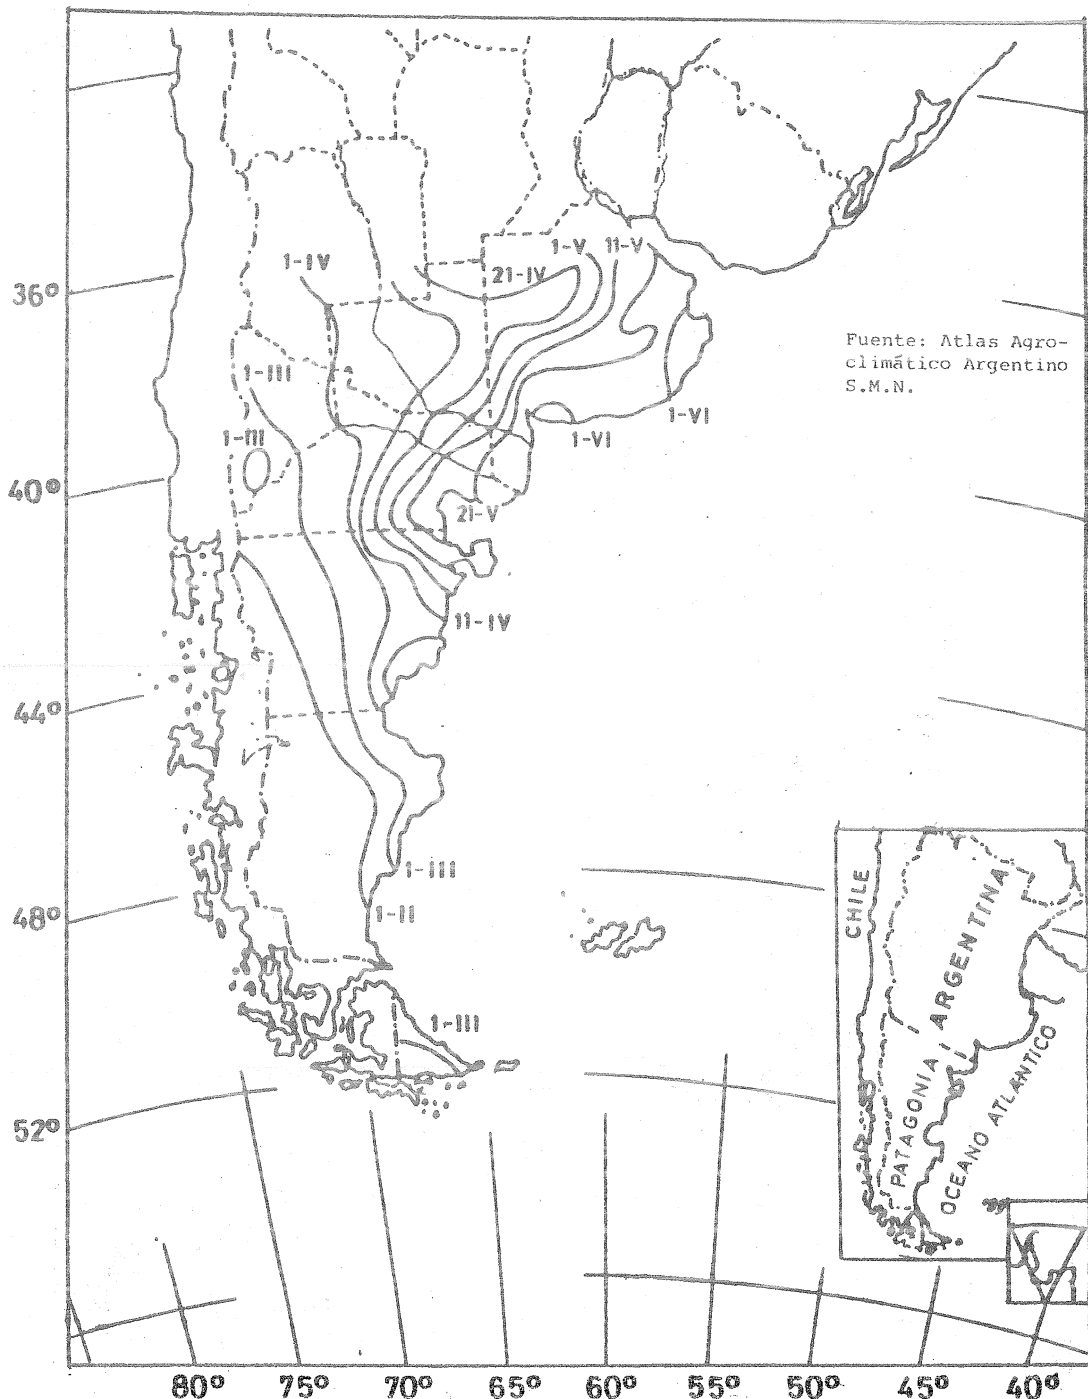 1-IV
21-IV
1-V
11-V
36º
Fuente: Atlas Agro-
climático Argentino
S.M.N.
1-III
1-VI
1-III
1-VI
40º
21-V
11-IV
44º
1-III
1-II
48º
1-III
52º
CHILE
ARGENTINA
PATAGONIA
OCEANO ATLANTICO
80º
75º
70º
65º
60º
55º
50º
45º
40º